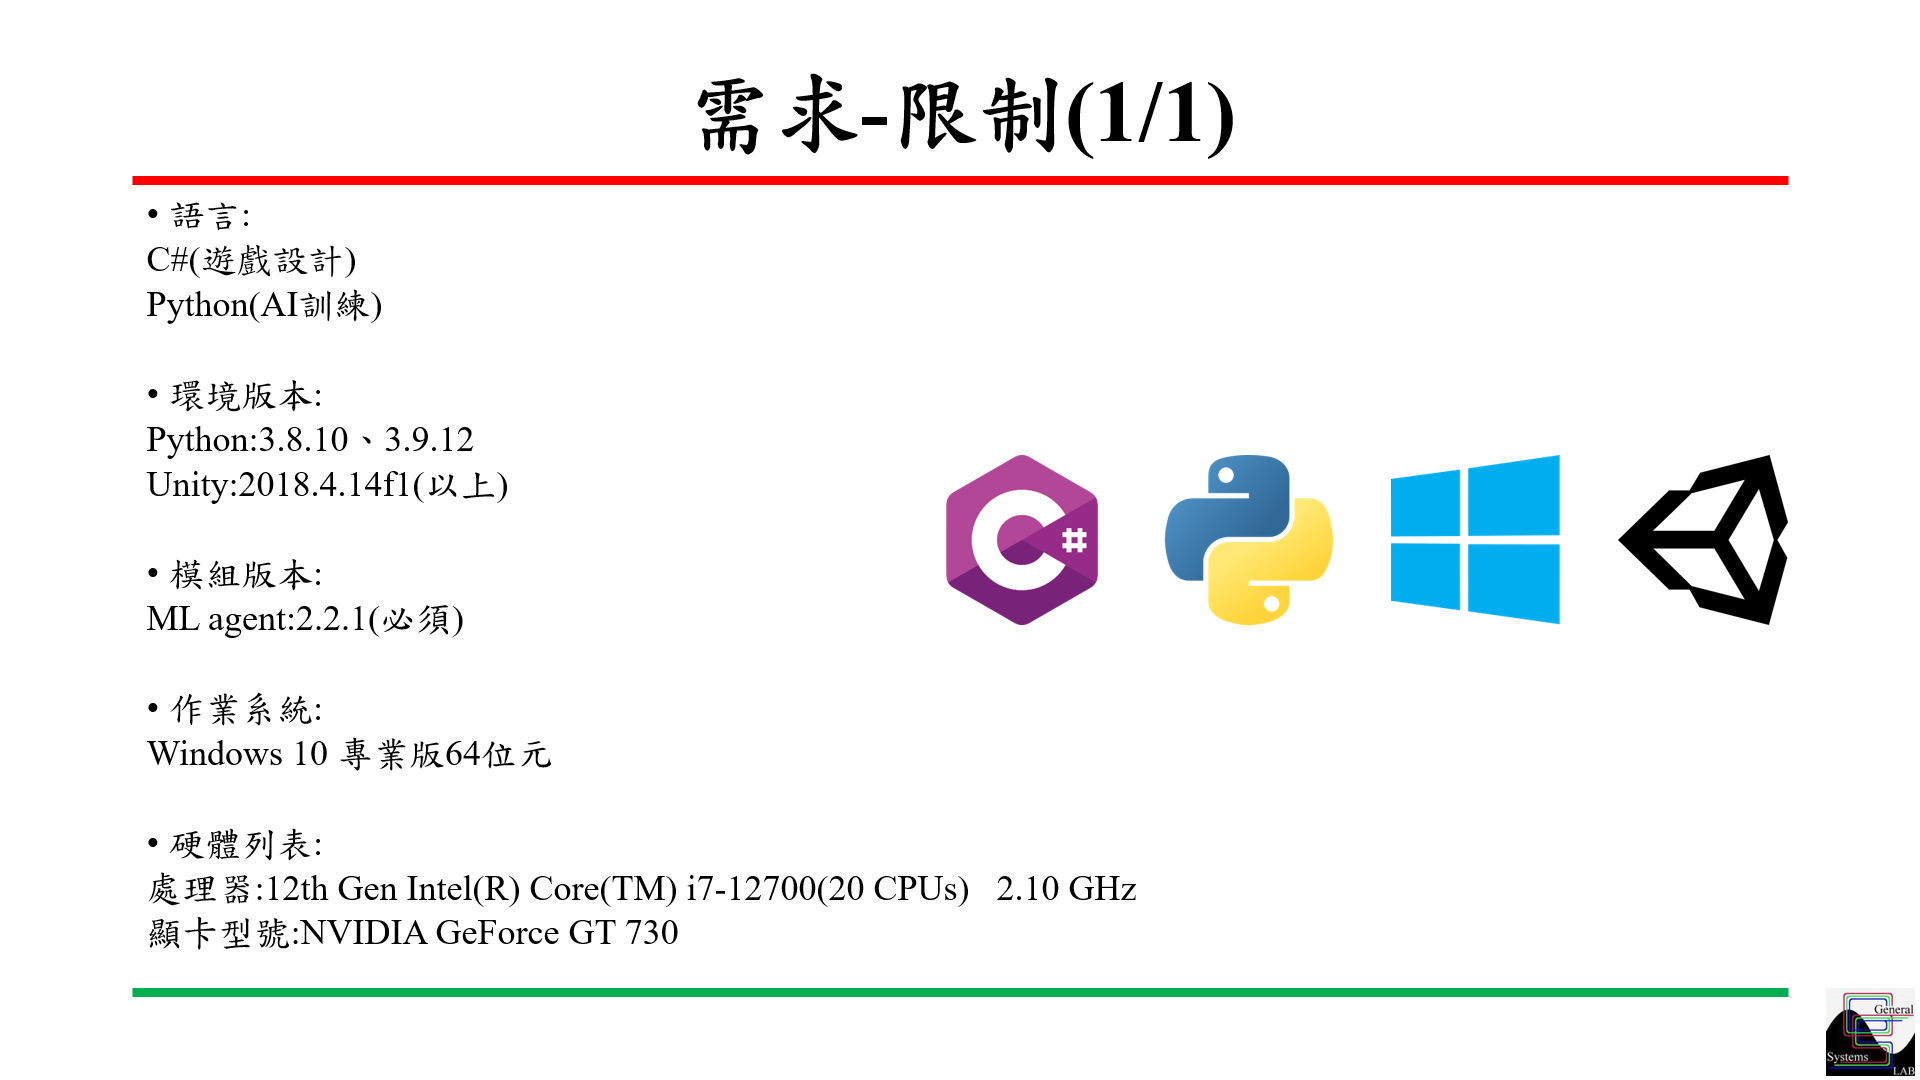 需求-限制(1/1)
• 語言:
C#(遊戲設計)
Python(AI訓練)
• 環境版本:
Python:3.8.10、3.9.12
Unity:2018.4.14f1(以上)
• 模組版本:
ML agent:2.2.1(必須)
• 作業系統:
Windows 10 專業版64位元
• 硬體列表:
處理器:12th Gen Intel(R) Core(TM) i7-12700(20 CPUs)   2.10 GHz
顯卡型號:NVIDIA GeForce GT 730
General
Systems
LAB